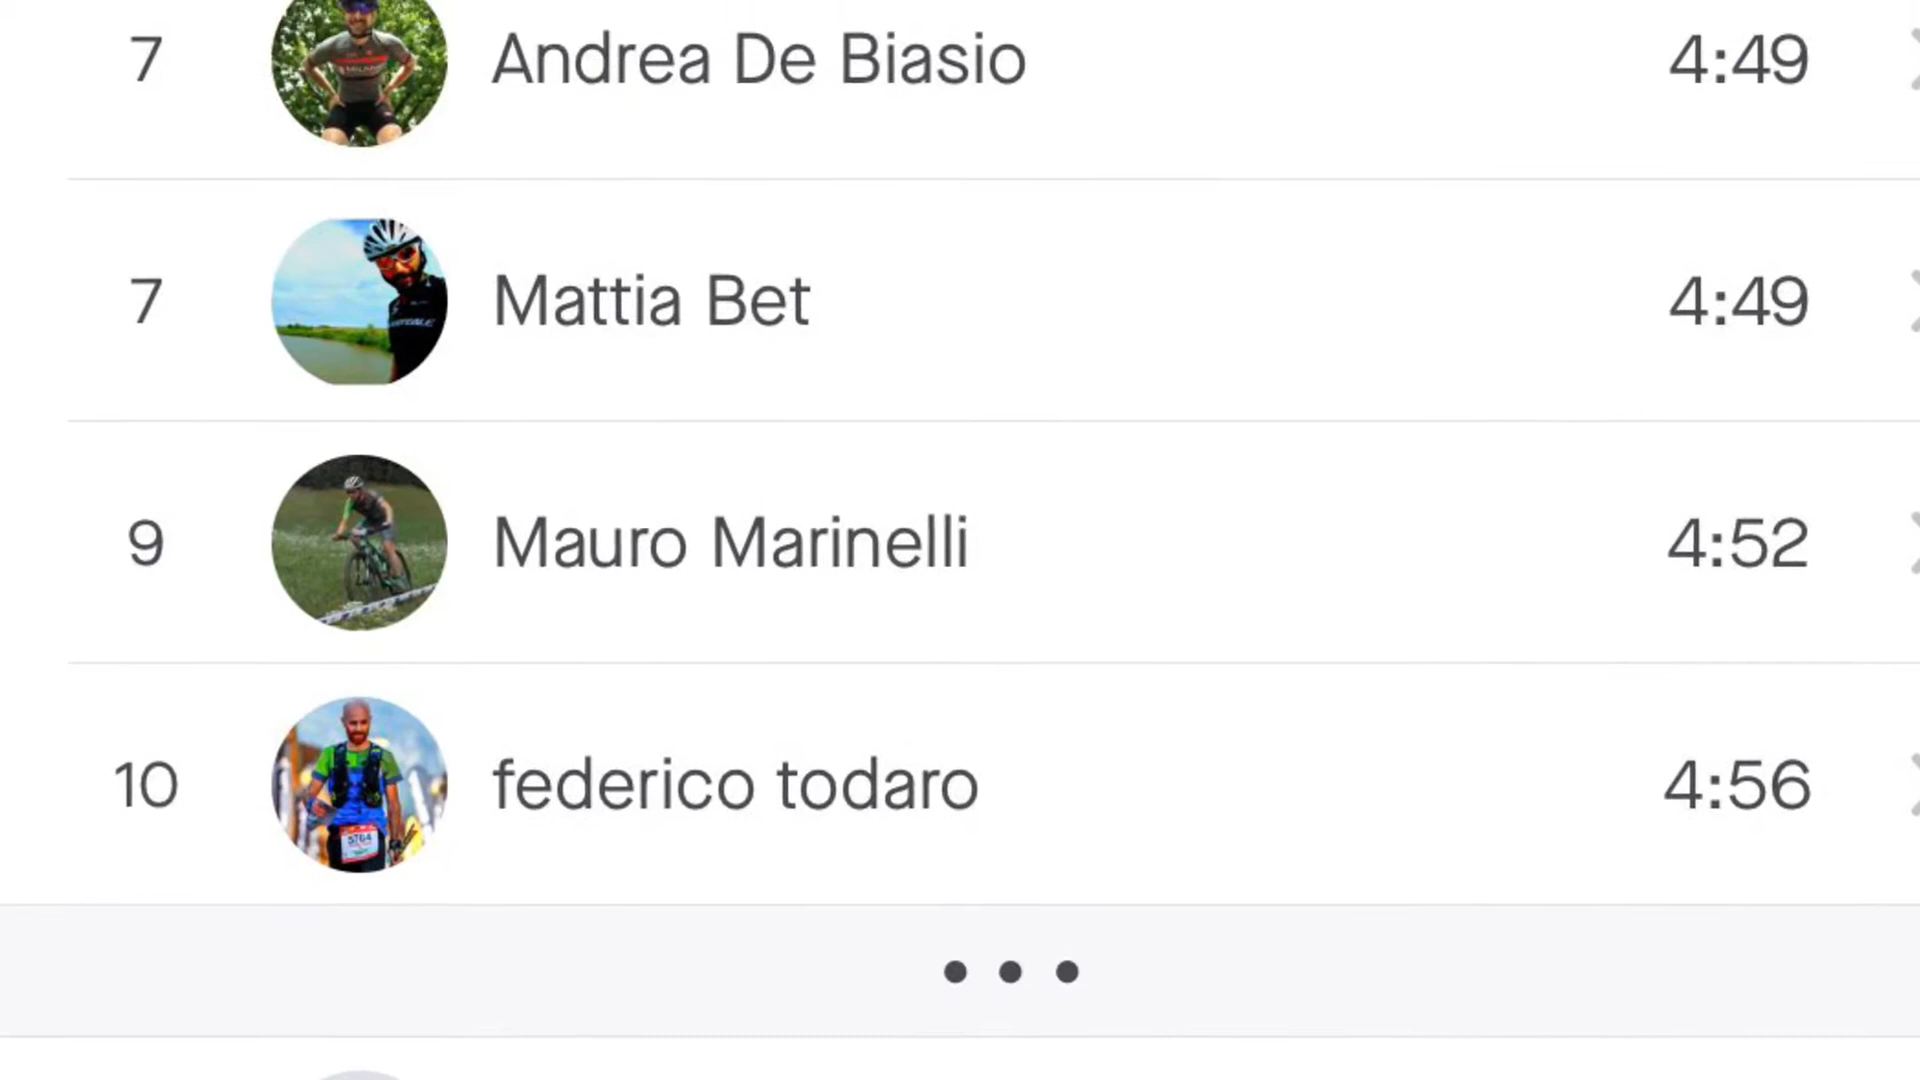 7 Andrea De Biasio 4:49
7 Mattia Bet 4:49
9 Mauro Marinelli 4:52
10 federico todaro 4:56